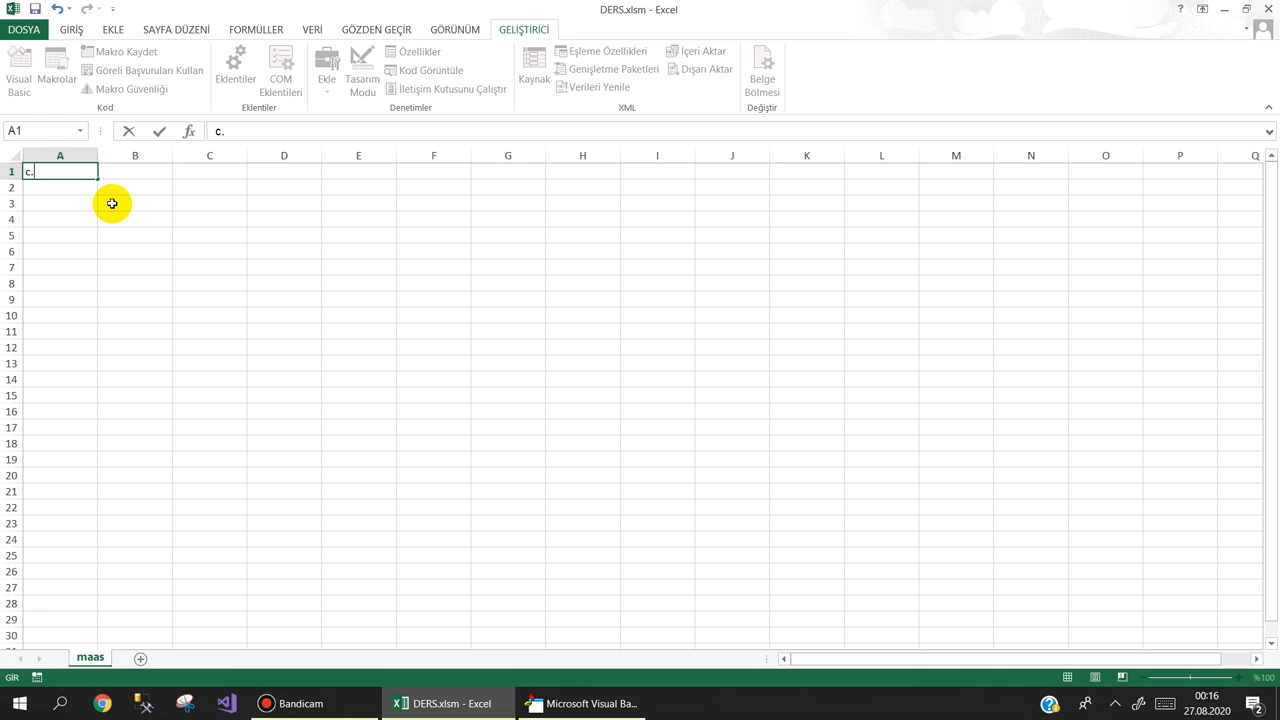 DERS.xlsm - Excel
DOSYA GİRİŞ EKLE SAYFA DÜZENİ FORMÜLLER VERİ GÖZDEN GEÇİR GÖRÜNÜM GELİŞTİRİCİ
Visual Basic
Makrolar
Makro Kaydet
Göreli Başvuruları Kullan
Makro Güvenliği
Kod
Eklentiler
COM Eklentileri
Eklentiler
Ekle
Tasarım Modu
Özellikler
Kod Görüntüle
İletişim Kutusunu Çalıştır
Denetimler
Kaynak
Eşleme Özellikleri
Genişletme Paketleri
Verileri Yenile
İçeri Aktar
Dışarı Aktar
XML
Belge Bölmesi
Değiştir
A1 fx c.
A B C D E F G H I J K L M N O P Q
1 c.
2
3
4
5
6
7
8
9
10
11
12
13
14
15
16
17
18
19
20
21
22
23
24
25
26
27
28
29
30
maas
GİR %100
Bandicam DERS.xlsm - Excel Microsoft Visual Ba... 00:16
27.08.2020 2